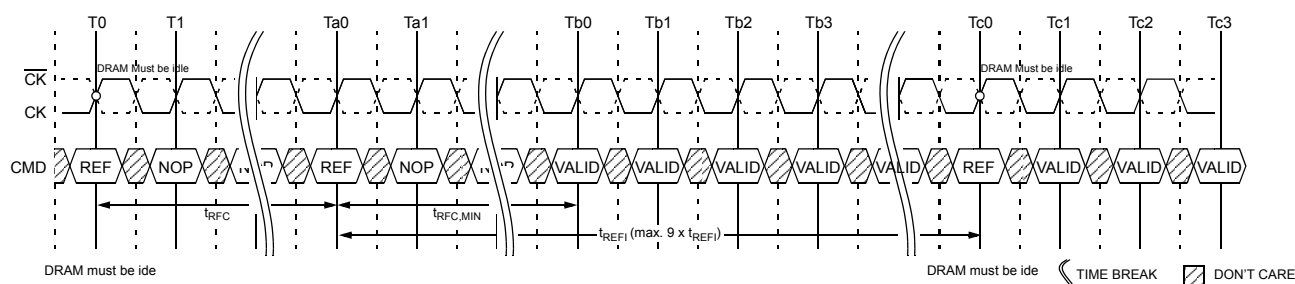 T0 T1 Ta0 Ta1 Tb0 Tb1 Tb2 Tb3 Tc0 Tc1 Tc2 Tc3
DRAM Must be idle DRAM Must be idle
CK
CK
CMD REF NOP REF NOP VALID VALID VALID VALID VALID REF VALID VALID VALID
tRFC tRFC,MIN
tREFI (max. 9 x tREFI)
DRAM must be ide DRAM must be ide TIME BREAK DON'T CARE